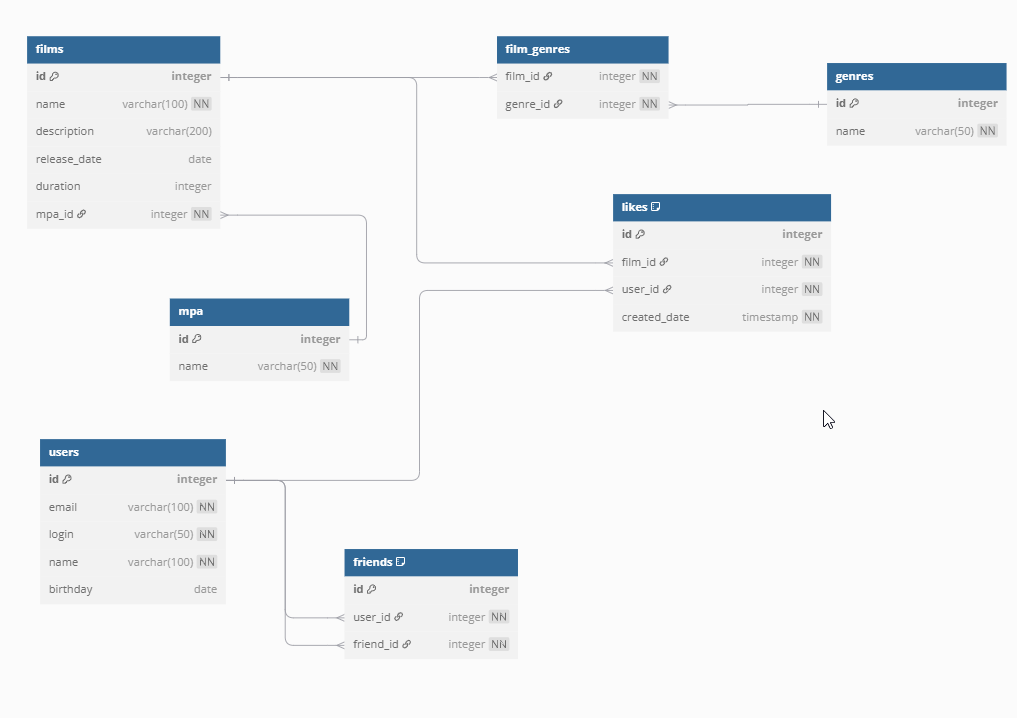 films
id integer
name varchar(100) NN
description varchar(200)
release_date date
duration integer
mpa_id integer NN
film_genres
film_id integer NN
genre_id integer NN
genres
id integer
name varchar(50) NN
likes
id integer
film_id integer NN
user_id integer NN
created_date timestamp NN
mpa
id integer
name varchar(50) NN
users
id integer
email varchar(100) NN
login varchar(50) NN
name varchar(100) NN
birthday date
friends
id integer
user_id integer NN
friend_id integer NN